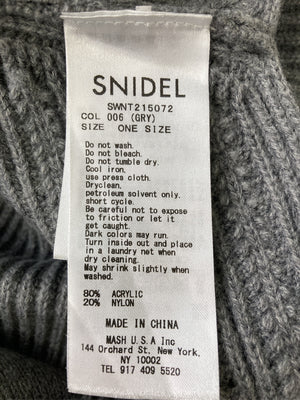 SNIDEL
SWNT215072
COL 006 (GRY)
SIZE ONE SIZE
Do not wash.
Do not bleach.
Do not tumble dry.
Cool iron.
use press cloth.
Dryclean.
petroleum solvent only.
short cycle.
Be careful not to expose
to friction or let it
get caught.
Dark colors may run.
Turn inside out and place
in a laundry net when
dry cleaning.
May shrink slightly when
washed.
80% ACRYLIC
20% NYLON
MADE IN CHINA
MASH U.S.A Inc
144 Orchard St, New York,
NY 10002
TEL 917 409 5520